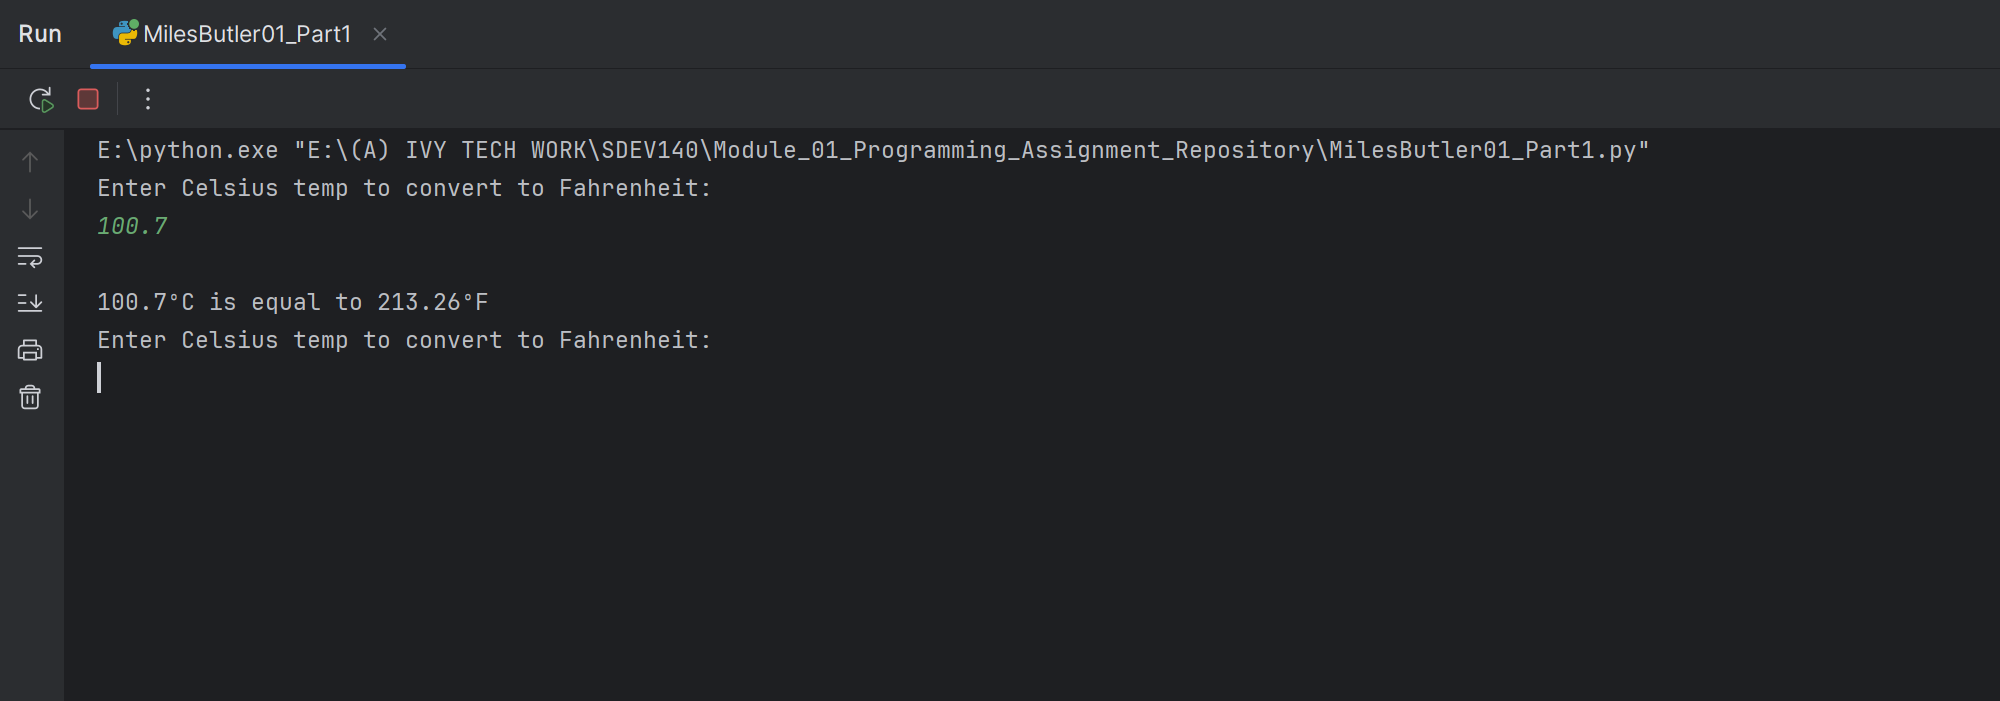 Run MilesButler01_Part1
E:\python.exe "E:\(A) IVY TECH WORK\SDEV140\Module_01_Programming_Assignment_Repository\MilesButler01_Part1.py"
Enter Celsius temp to convert to Fahrenheit:
100.7
100.7°C is equal to 213.26°F
Enter Celsius temp to convert to Fahrenheit: